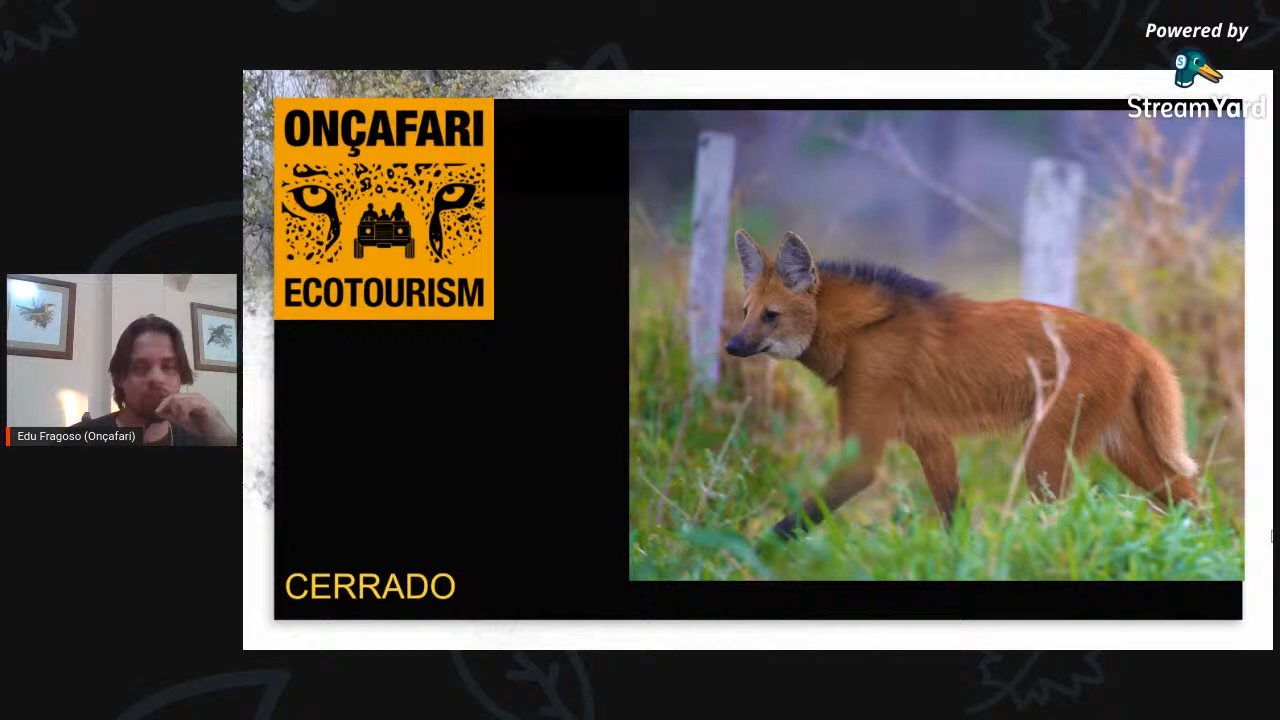 Powered by
StreamYard
ONÇAFARI
ECOTOURISM
Edu Fragoso (Onçafari)
CERRADO